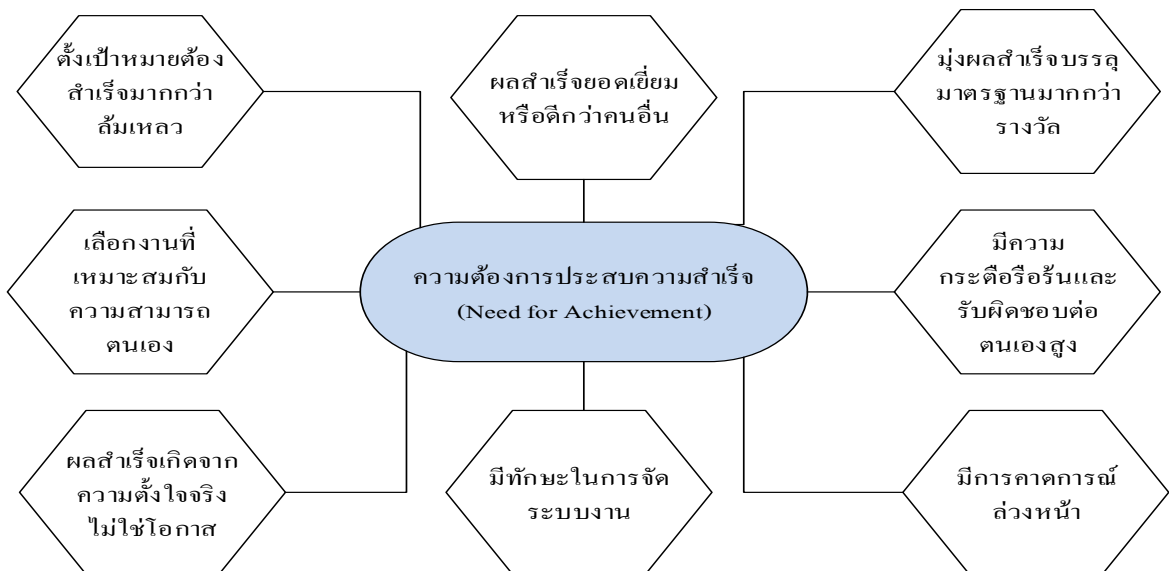 ตั้งเป้าหมายต้อง
สำเร็จมากกว่า
ล้มเหลว
ผลสำเร็จยอดเยี่ยม
หรือดีกว่าคนอื่น
มุ่งผลสำเร็จบรรลุ
มาตรฐานมากกว่า
รางวัล
เลือกงานที่
เหมาะสมกับ
ความสามารถ
ตนเอง
ความต้องการประสบความสำเร็จ
(Need for Achievement)
มีความ
กระตือรือร้นและ
รับผิดชอบต่อ
ตนเองสูง
ผลสำเร็จเกิดจาก
ความตั้งใจจริง
ไม่ใช่โอกาส
มีทักษะในการจัด
ระบบงาน
มีการคาดการณ์
ล่วงหน้า